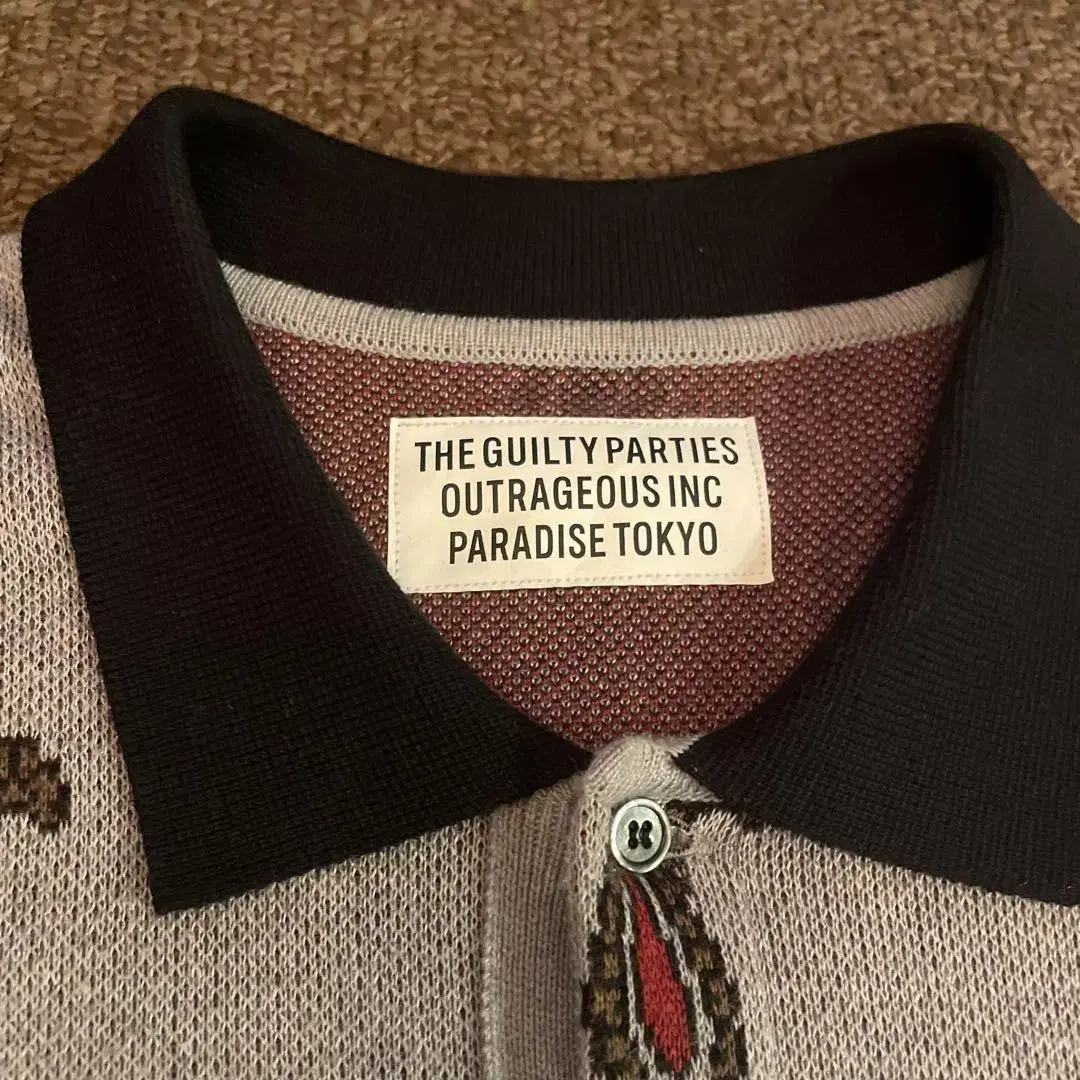 THE GUILTY PARTIES
OUTRAGEOUS INC
PARADISE TOKYO